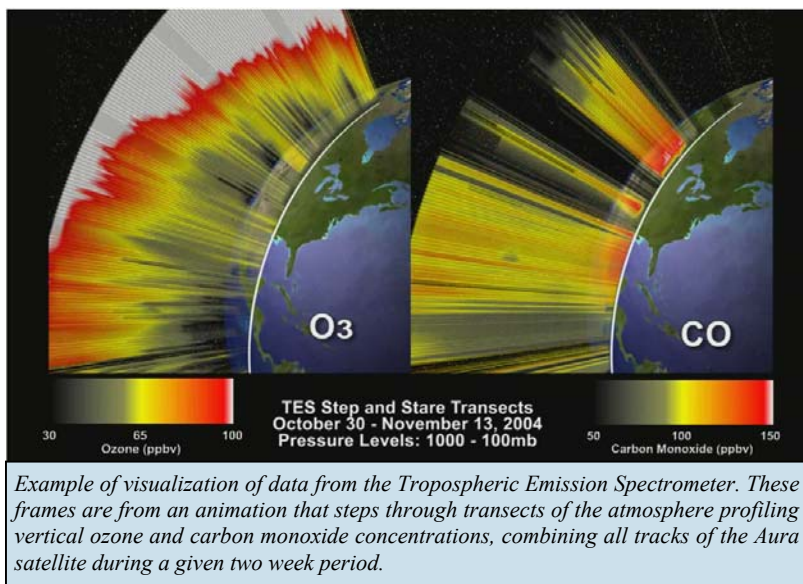 O3
CO
30 65 100
Ozone (ppbv)
TES Step and Stare Transects
October 30 - November 13, 2004
Pressure Levels: 1000 - 100mb
50 100 150
Carbon Monoxide (ppbv)
Example of visualization of data from the Tropospheric Emission Spectrometer. These
frames are from an animation that steps through transects of the atmosphere profiling
vertical ozone and carbon monoxide concentrations, combining all tracks of the Aura
satellite during a given two week period.